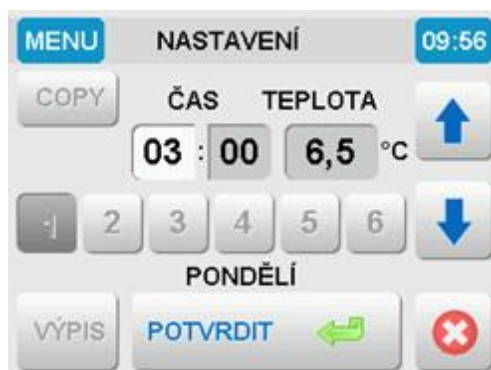 MENU NASTAVENÍ 09:56
COPY ČAS TEPLOTA
03 : 00 6,5 °C
2 3 4 5 6
PONDĚLÍ
VÝPIS POTVRDIT